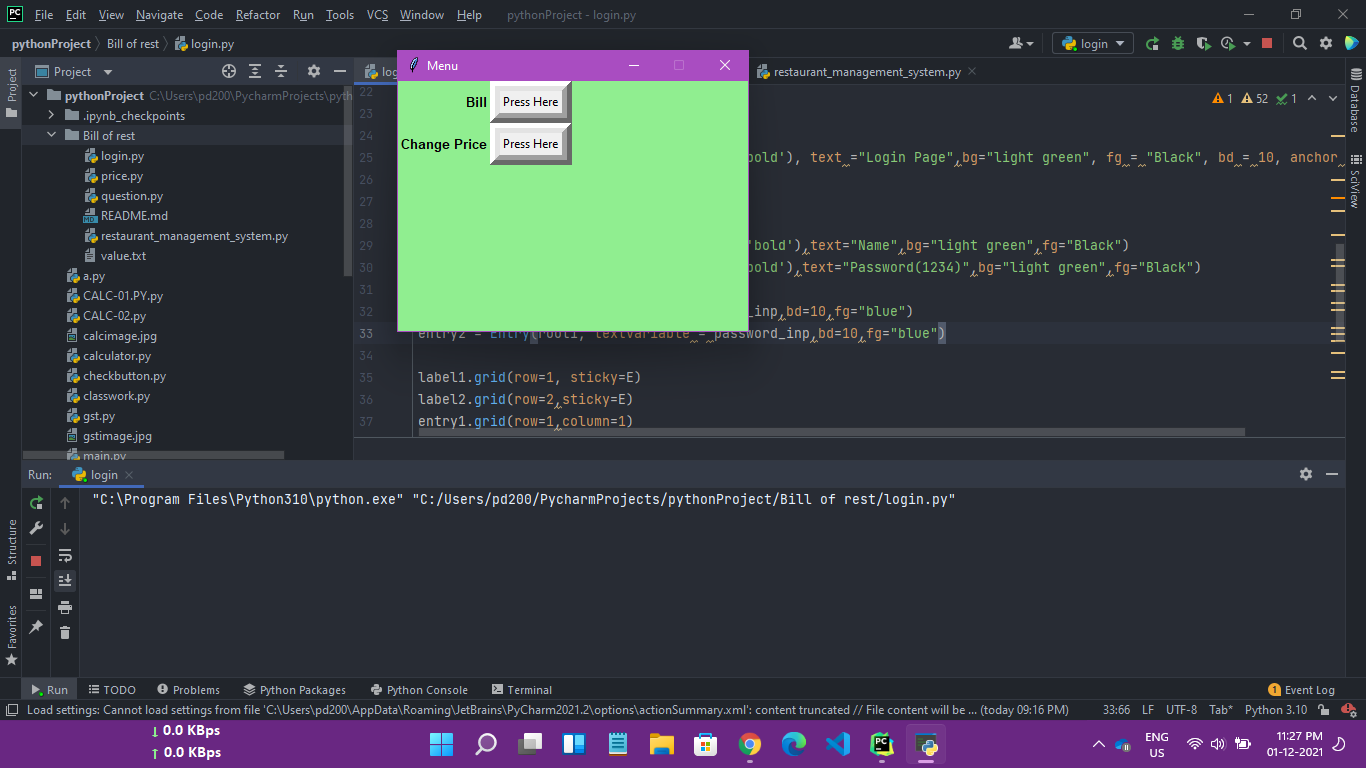 PC File Edit View Navigate Code Refactor Run Tools VCS Window Help pythonProject - login.py
pythonProject Bill of rest login.py login
Project restaurant_management_system.py
Menu
Bill Press Here
Change Price Press Here
Project
Structure
Favorites
Database
SciView
pythonProject C:\Users\pd200\PycharmProjects\pyth
.ipynb_checkpoints
Bill of rest
login.py
price.py
question.py
README.md
restaurant_management_system.py
value.txt
a.py
CALC-01.PY.py
CALC-02.py
calcimage.jpg
calculator.py
checkbutton.py
classwork.py
gst.py
gstimage.jpg
main.py
1 52 1
22
23
24
25 bold'), text ="Login Page",bg="light green", fg = "Black", bd = 10, anchor
26
27
28
29 'bold'),text="Name",bg="light green",fg="Black")
30 bold'),text="Password(1234)",bg="light green",fg="Black")
31
32 _inp,bd=10,fg="blue")
33 entry2 = Entry(root1, textvariable = password_inp,bd=10,fg="blue")
34
35 label1.grid(row=1, sticky=E)
36 label2.grid(row=2,sticky=E)
37 entry1.grid(row=1,column=1)
Run: login
"C:\Program Files\Python310\python.exe" "C:/Users/pd200/PycharmProjects/pythonProject/Bill of rest/login.py"
Run TODO Problems Python Packages Python Console Terminal 1 Event Log
Load settings: Cannot load settings from file 'C:\Users\pd200\AppData\Roaming\JetBrains\PyCharm2021.2\options\actionSummary.xml': content truncated // File content will be ... (today 09:16 PM) 33:66 LF UTF-8 Tab* Python 3.10
↓ 0.0 KBps
↑ 0.0 KBps
ENG
US
11:27 PM
01-12-2021